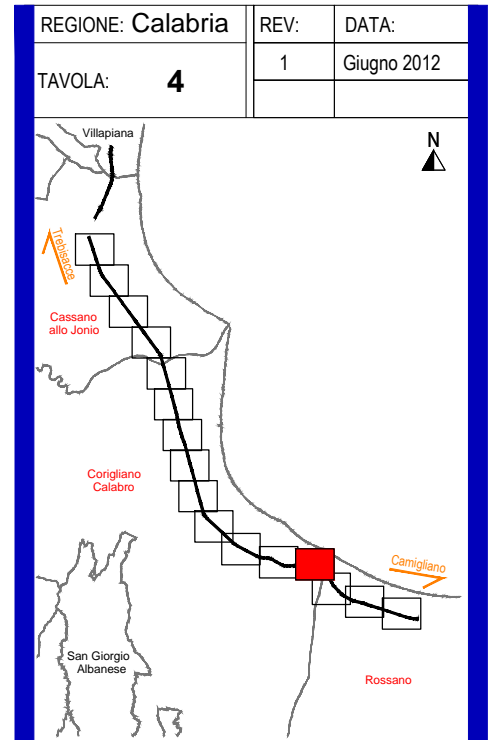 REGIONE: Calabria
REV:
DATA:
TAVOLA: 4
1
Giugno 2012
Villapiana
N
Trebisacce
Cassano
allo Jonio
Corigliano
Calabro
Camigliano
San Giorgio
Albanese
Rossano